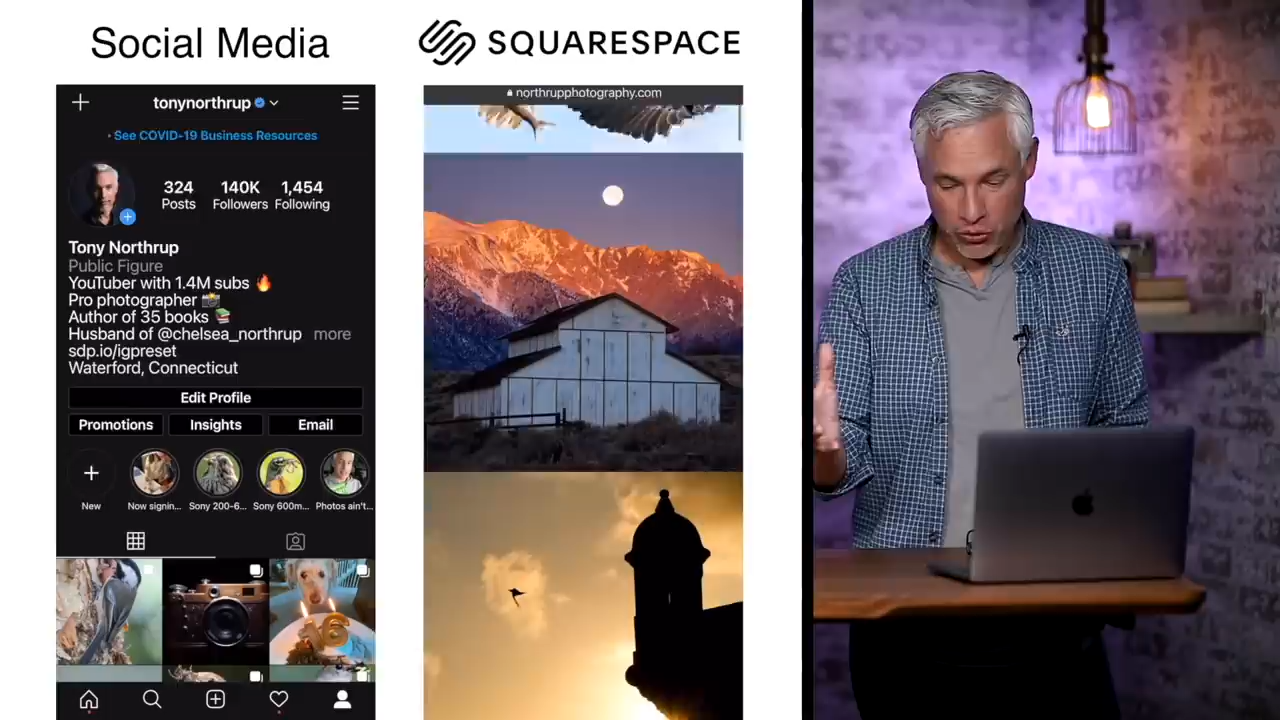 Social Media
SQUARESPACE
tonynorthrup
See COVID-19 Business Resources
324
140K
1,454
Posts
Followers
Following
Tony Northrup
Public Figure
YouTuber with 1.4M subs 🔥
Pro photographer 📸
Author of 35 books 📚
Husband of @chelsea_northrup more
sdp.io/igpreset
Waterford, Connecticut
Edit Profile
Promotions
Insights
Email
New
Now signin...
Sony 200-6...
Sony 600m...
Photos ain't...
northrupphotography.com
16